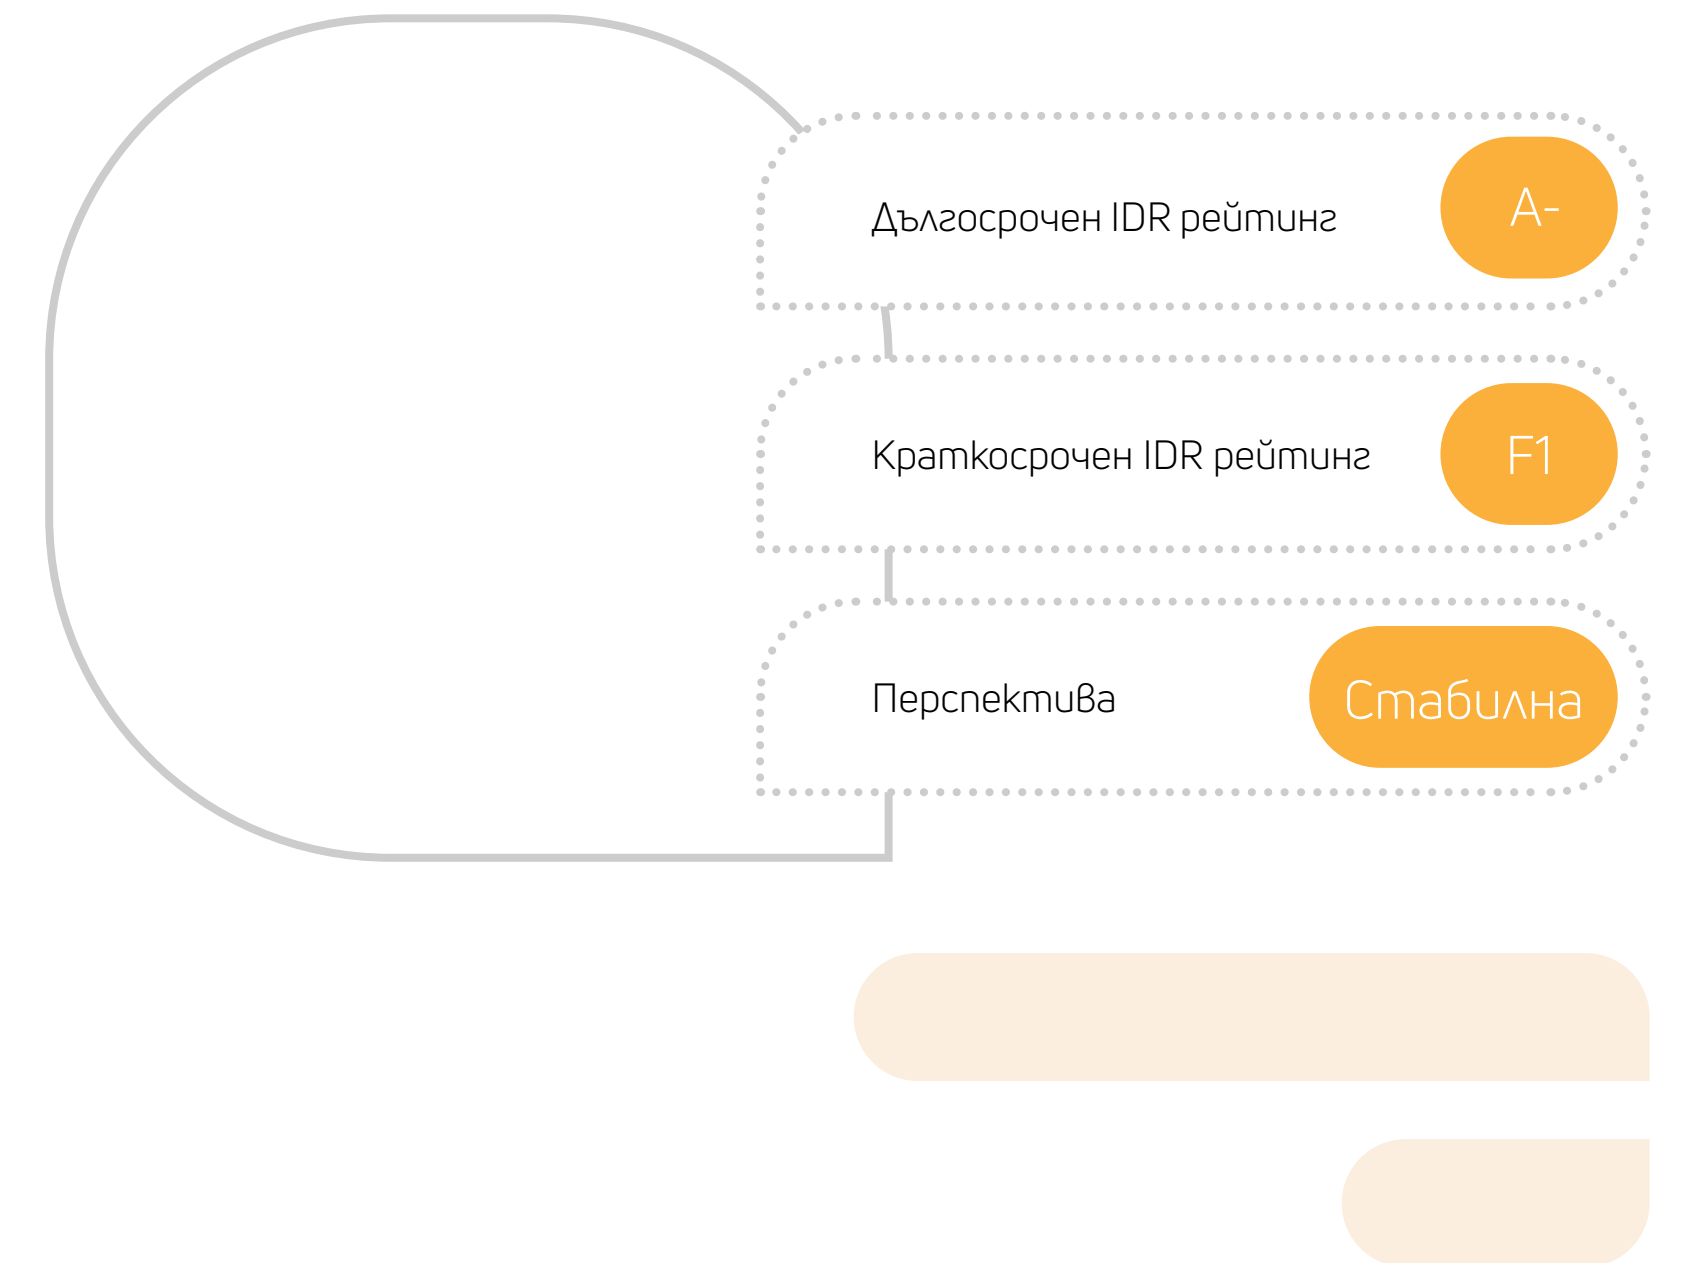 Дългосрочен IDR рейтинг
A-
Краткосрочен IDR рейтинг
F1
Перспектива
Стабилна